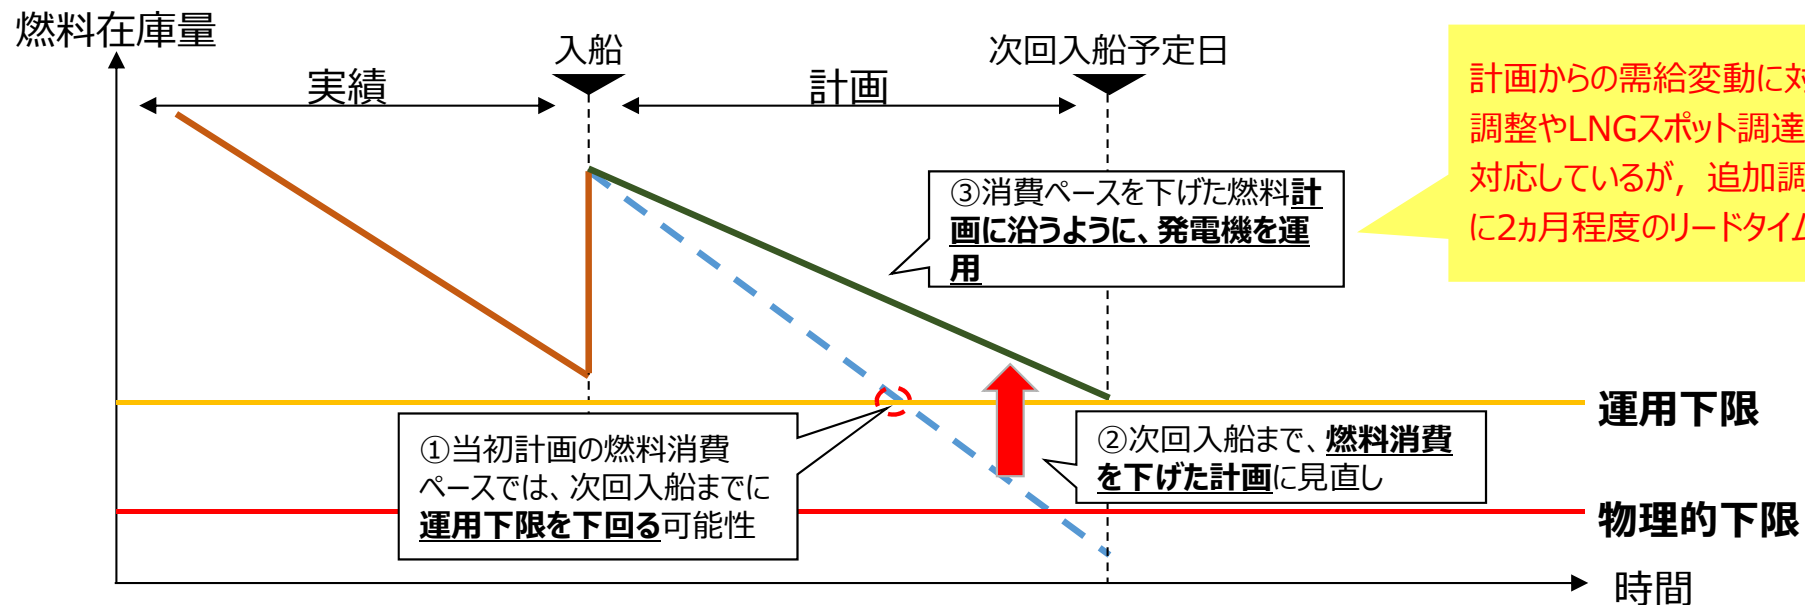 燃料在庫量
入船
次回入船予定日
実績
計画
計画からの需給変動に
調整やLNGスポット調達
対応しているが，追加調
に2ヵ月程度のリードタイム
③消費ペースを下げた燃料計
画に沿うように、発電機を運
用
運用下限
①当初計画の燃料消費
ペースでは、次回入船までに
運用下限を下回る可能性
②次回入船まで、燃料消費
を下げた計画に見直し
物理的下限
時間